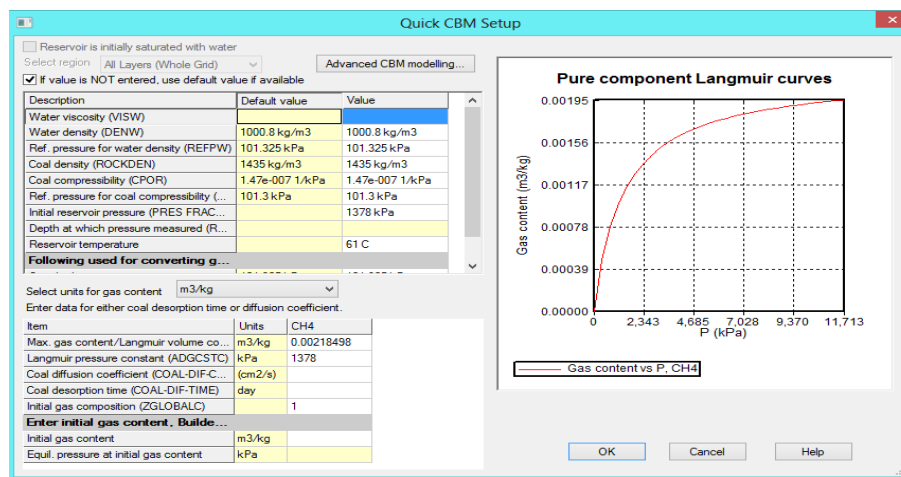 Quick CBM Setup
Reservoir is initially saturated with water
Select region All Layers (Whole Grid) Advanced CBM modelling...
If value is NOT entered, use default value if available
Description Default value Value
Water viscosity (VISW)
Water density (DENW) 1000.8 kg/m3 1000.8 kg/m3
Ref. pressure for water density (REFPW) 101.325 kPa 101.325 kPa
Coal density (ROCKDEN) 1435 kg/m3 1435 kg/m3
Coal compressibility (CPOR) 1.47e-007 1/kPa 1.47e-007 1/kPa
Ref. pressure for coal compressibility (... 101.3 kPa 101.3 kPa
Initial reservoir pressure (PRES FRAC... 1378 kPa
Depth at which pressure measured (R...
Reservoir temperature 61 C
Following used for converting g...
Select units for gas content m3/kg
Enter data for either coal desorption time or diffusion coefficient.
Item Units CH4
Max. gas content/Langmuir volume co... m3/kg 0.00218498
Langmuir pressure constant (ADGCSTC) kPa 1378
Coal diffusion coefficient (COAL-DIF-C... (cm2/s)
Coal desorption time (COAL-DIF-TIME) day
Initial gas composition (ZGLOBALC) 1
Enter initial gas content, Builde...
Initial gas content m3/kg
Equil. pressure at initial gas content kPa
Pure component Langmuir curves
Gas content (m3/kg)
0.00195
0.00156
0.00117
0.00078
0.00039
0.00000
0 2,343 4,685 7,028 9,370 11,713
P (kPa)
Gas content vs P, CH4
OK Cancel Help